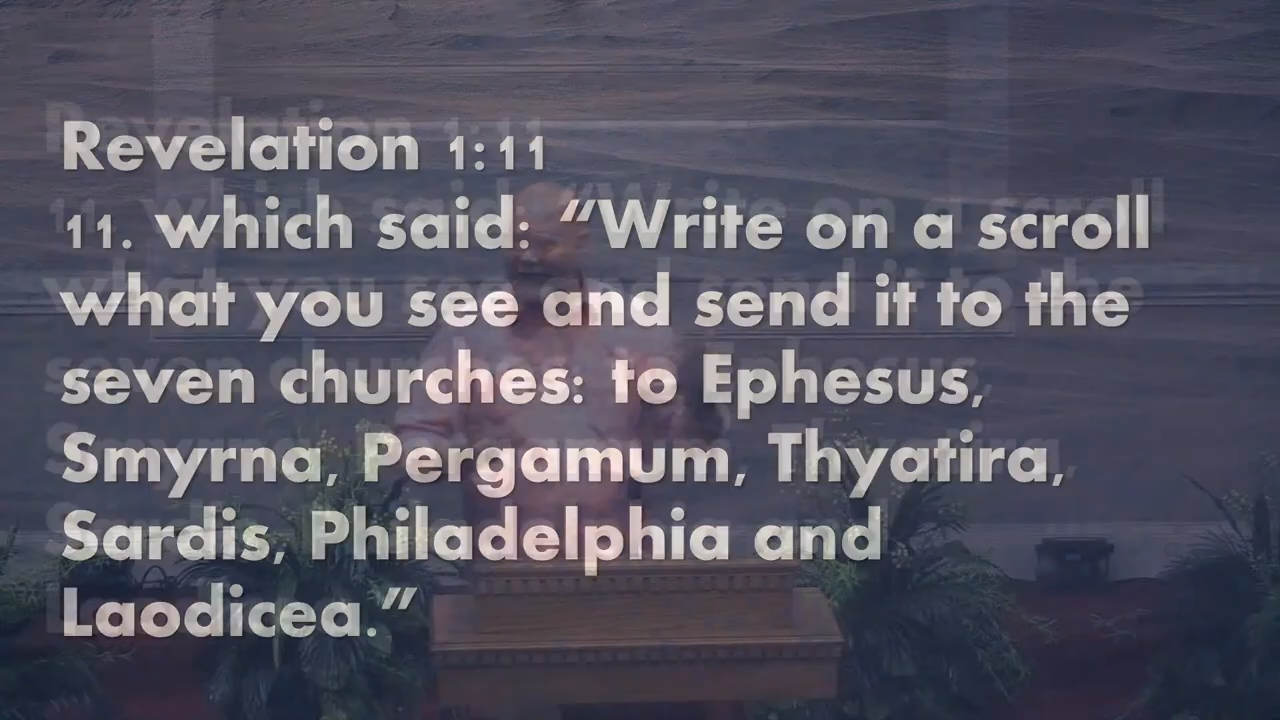 Revelation 1:11
11. which said: “Write on a scroll
what you see and send it to the
seven churches: to Ephesus,
Smyrna, Pergamum, Thyatira,
Sardis, Philadelphia and
Laodicea.”